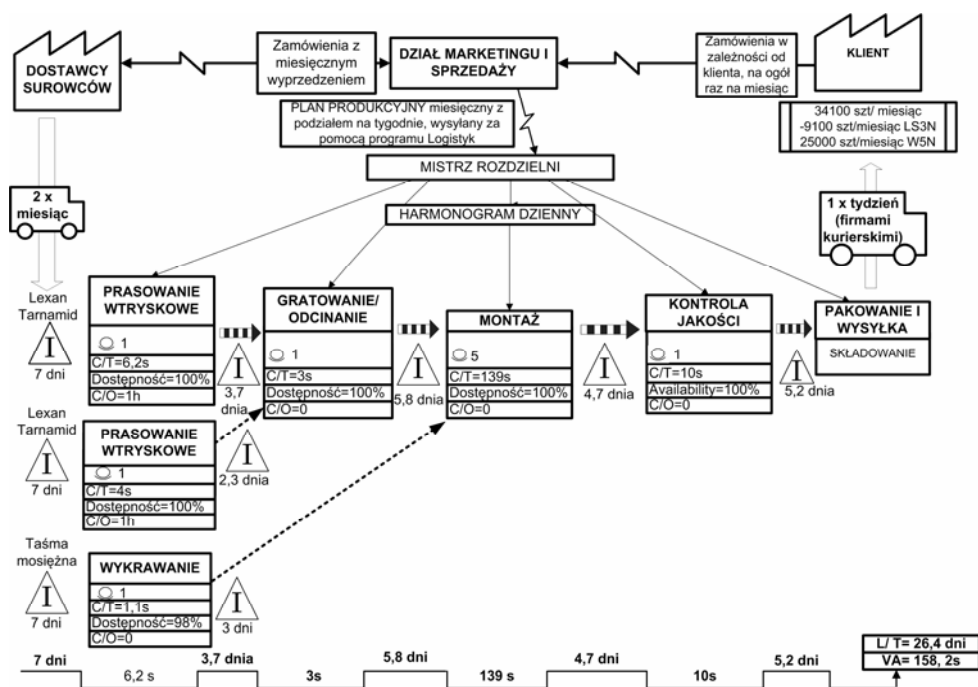 DOSTAWCY
SUROWCÓW
Zamówienia z
miesięcznym
wyprzedzeniem
DZIAŁ MARKETINGU I
SPRZEDAŻY
Zamówienia w
zależności od
klienta, na ogół
raz na miesiąc
KLIENT
34100 szt/ miesiąc
-9100 szt/miesiąc LS3N
25000 szt/miesiąc W5N
PLAN PRODUKCYJNY miesięczny z
podziałem na tygodnie, wysyłany za
pomocą programu Logistyk
MISTRZ ROZDZIELNI
HARMONOGRAM DZIENNY
2 x
miesiąc
1 x tydzień
(firmami
kurierskimi)
Lexan
Tarnamid
I
7 dni
PRASOWANIE
WTRYSKOWE
1
C/T=6,2s
Dostępność=100%
C/O=1h
I
3,7
dnia
GRATOWANIE/
ODCINANIE
1
C/T=3s
Dostępność=100%
C/O=0
I
5,8 dnia
MONTAŻ
5
C/T=139s
Dostępność=100%
C/O=0
I
4,7 dnia
KONTROLA
JAKOŚCI
1
C/T=10s
Availability=100%
C/O=0
I
5,2 dnia
PAKOWANIE I
WYSYŁKA
SKŁADOWANIE
Lexan
Tarnamid
I
7 dni
PRASOWANIE
WTRYSKOWE
1
C/T=4s
Dostępność=100%
C/O=1h
I
2,3 dnia
Taśma
mosiężna
I
7 dni
WYKRAWANIE
1
C/T=1,1s
Dostępność=98%
C/O=0
I
3 dni
7 dni
6,2 s
3,7 dnia
3s
5,8 dni
139 s
4,7 dni
10s
5,2 dni
L/ T= 26,4 dni
VA= 158, 2s